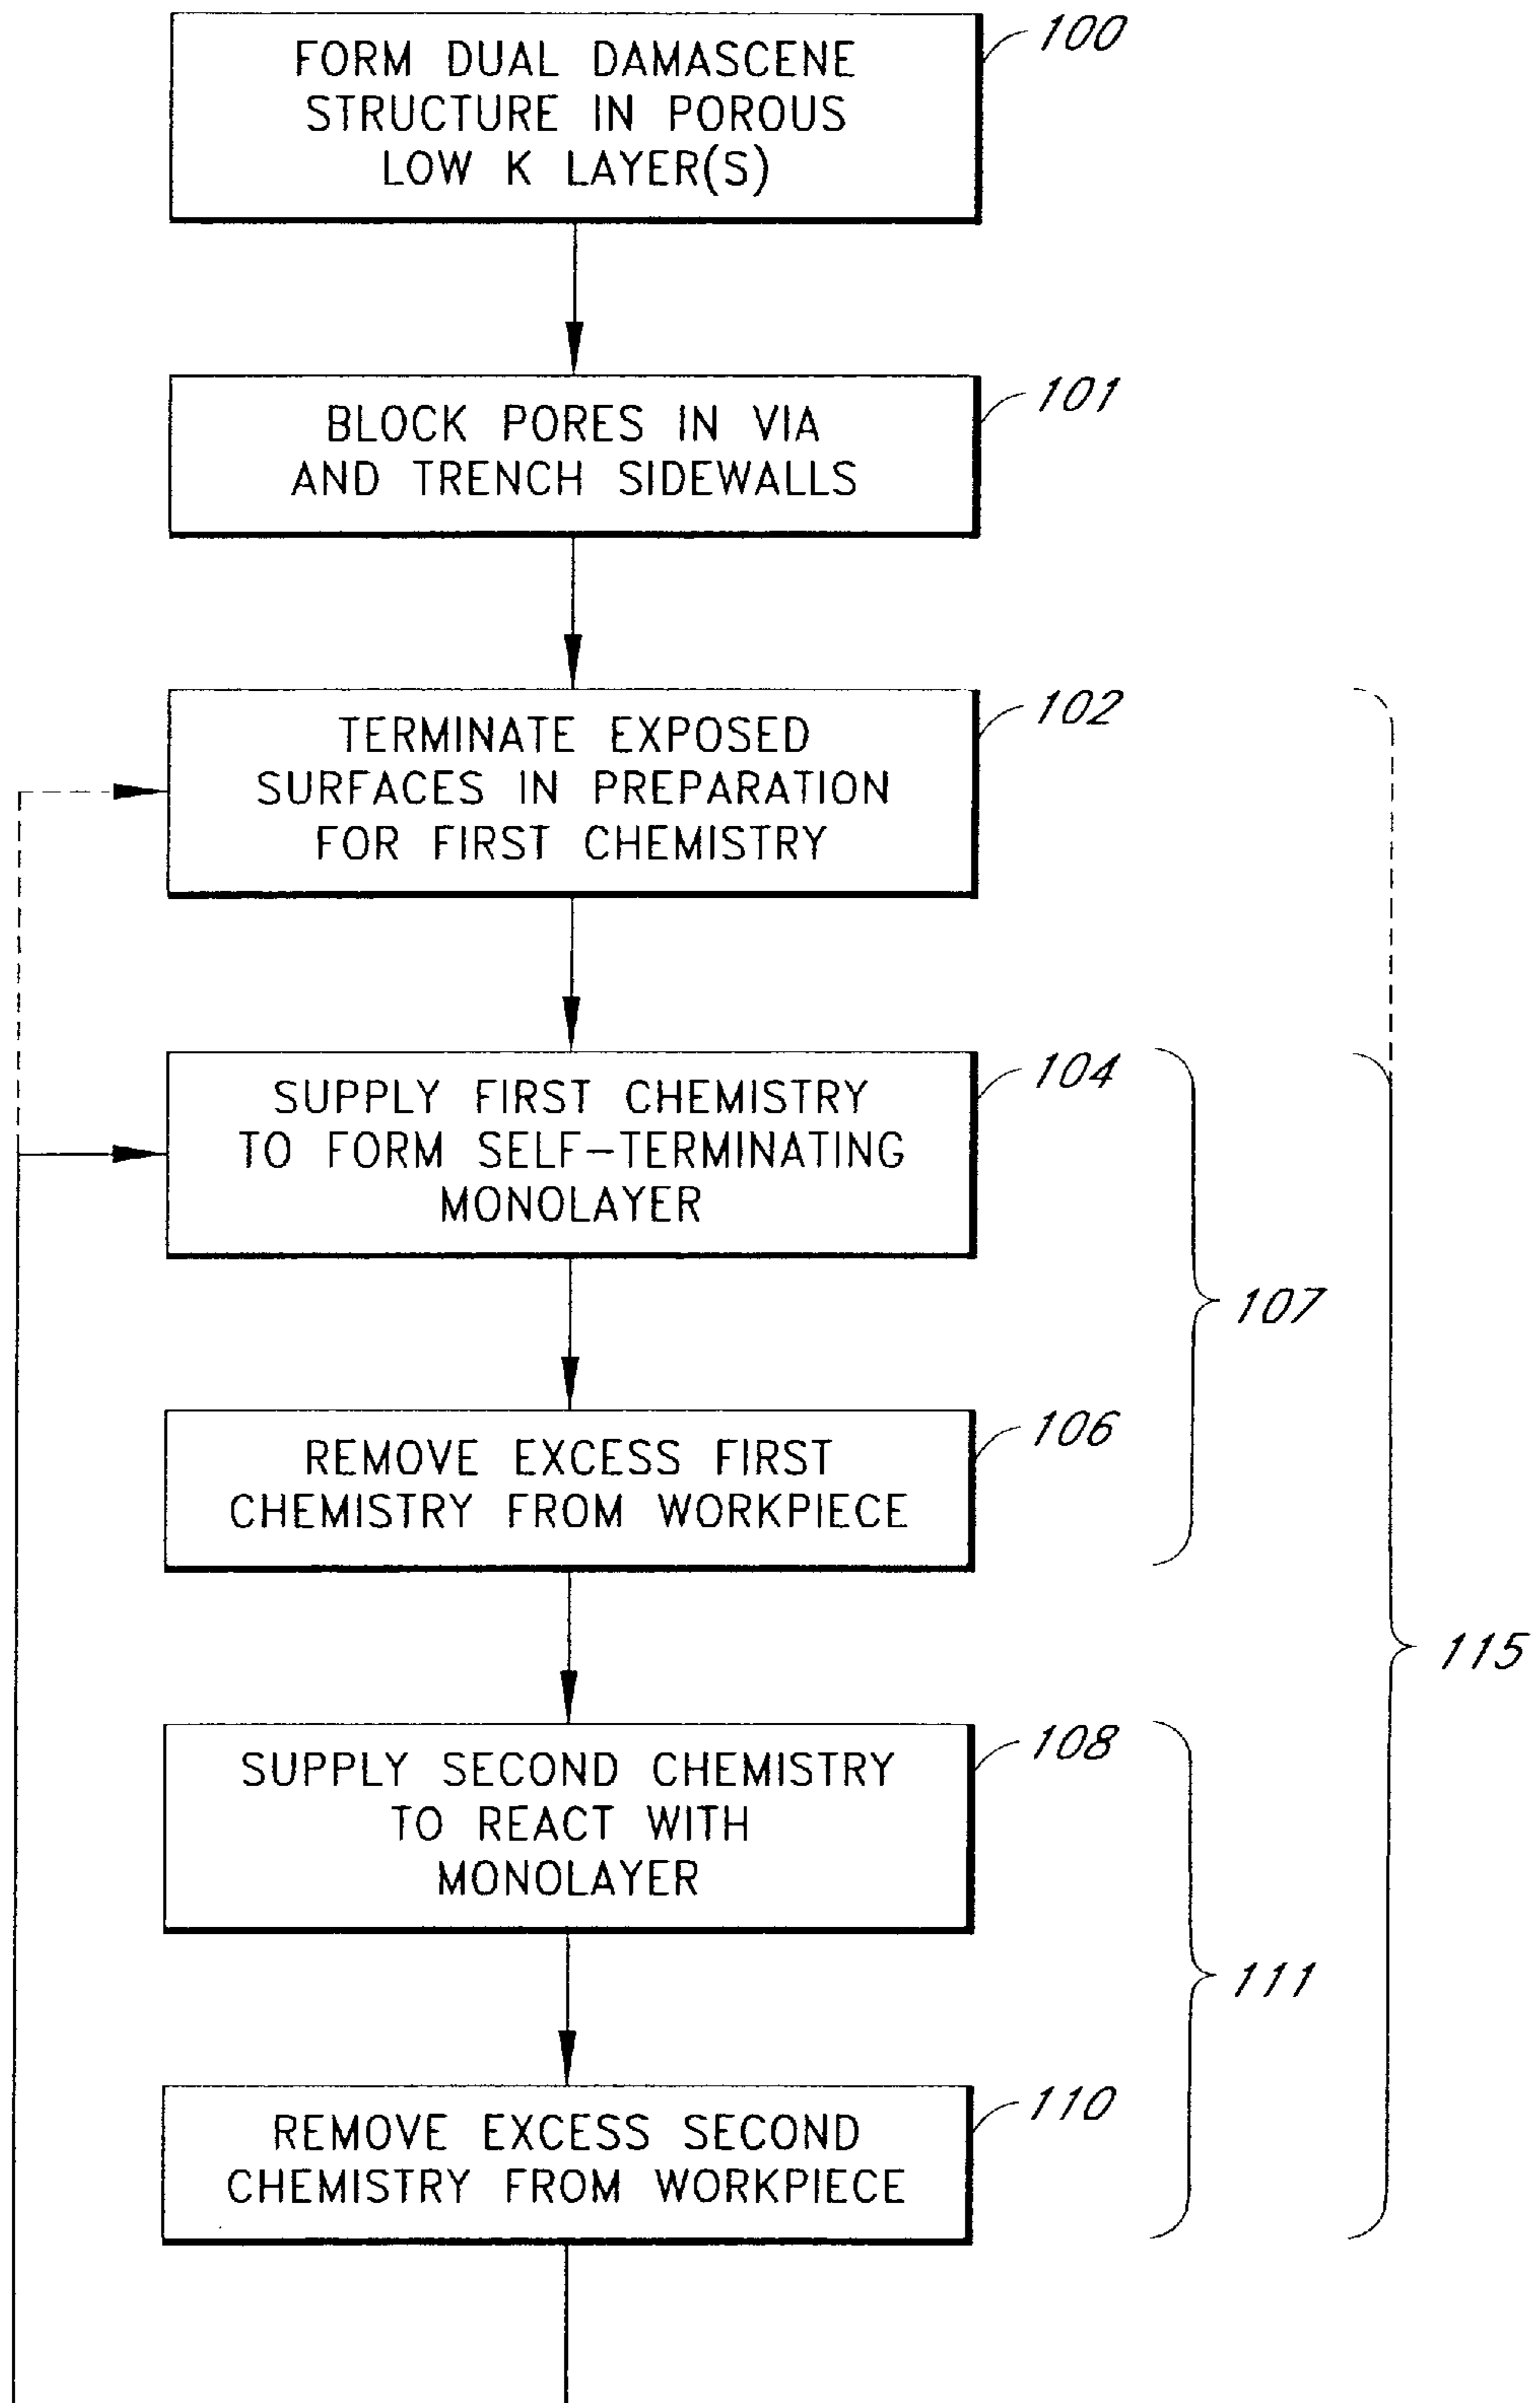 FORM DUAL DAMASCENE
STRUCTURE IN POROUS
LOW K LAYER(S)
100
BLOCK PORES IN VIA
AND TRENCH SIDEWALLS
101
TERMINATE EXPOSED
SURFACES IN PREPARATION
FOR FIRST CHEMISTRY
102
SUPPLY FIRST CHEMISTRY
TO FORM SELF-TERMINATING
MONOLAYER
104
107
REMOVE EXCESS FIRST
CHEMISTRY FROM WORKPIECE
106
115
SUPPLY SECOND CHEMISTRY
TO REACT WITH
MONOLAYER
108
111
REMOVE EXCESS SECOND
CHEMISTRY FROM WORKPIECE
110